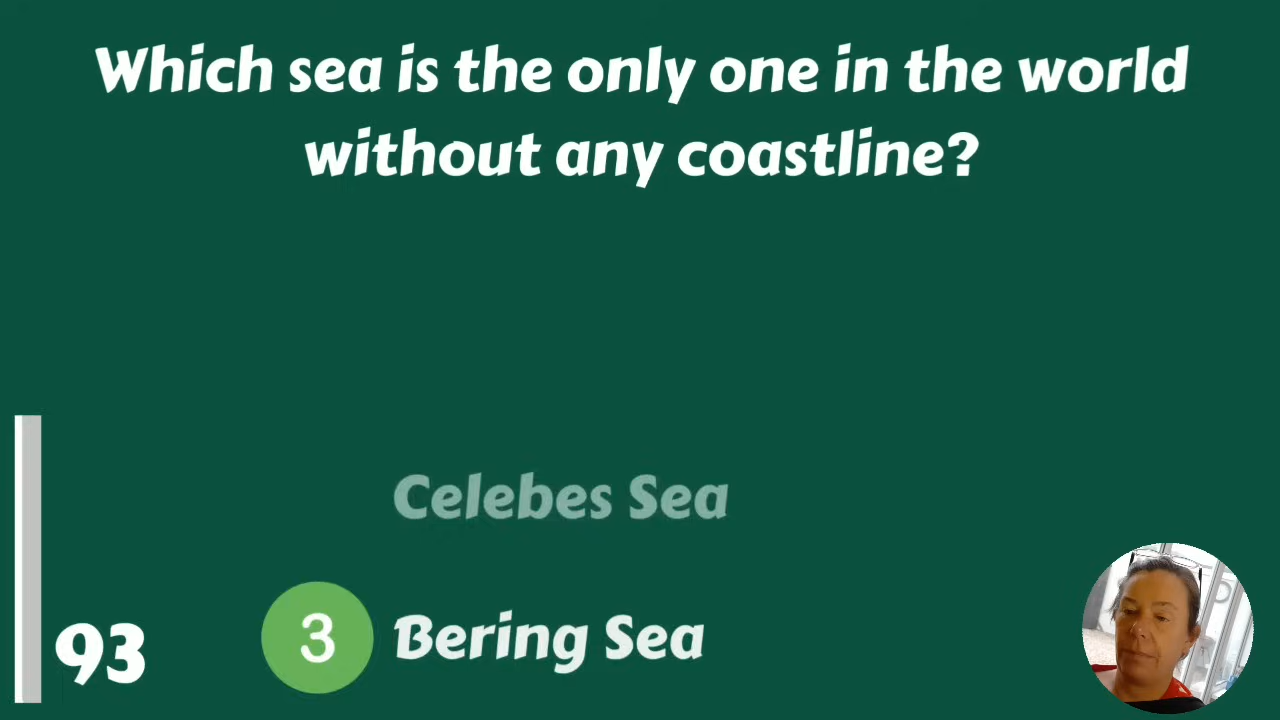 Which sea is the only one in the world
without any coastline?
Celebes Sea
93
3 Bering Sea